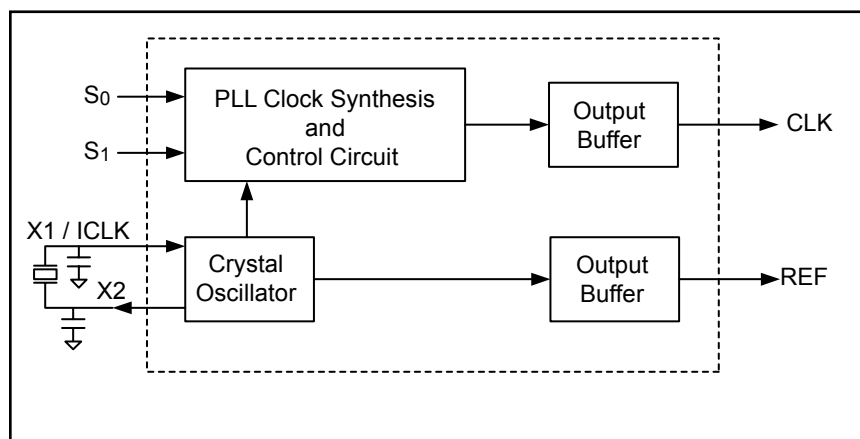 S0
S1
PLL Clock Synthesis
and
Control Circuit
Output
Buffer
CLK
X1 / ICLK
X2
Crystal
Oscillator
Output
Buffer
REF